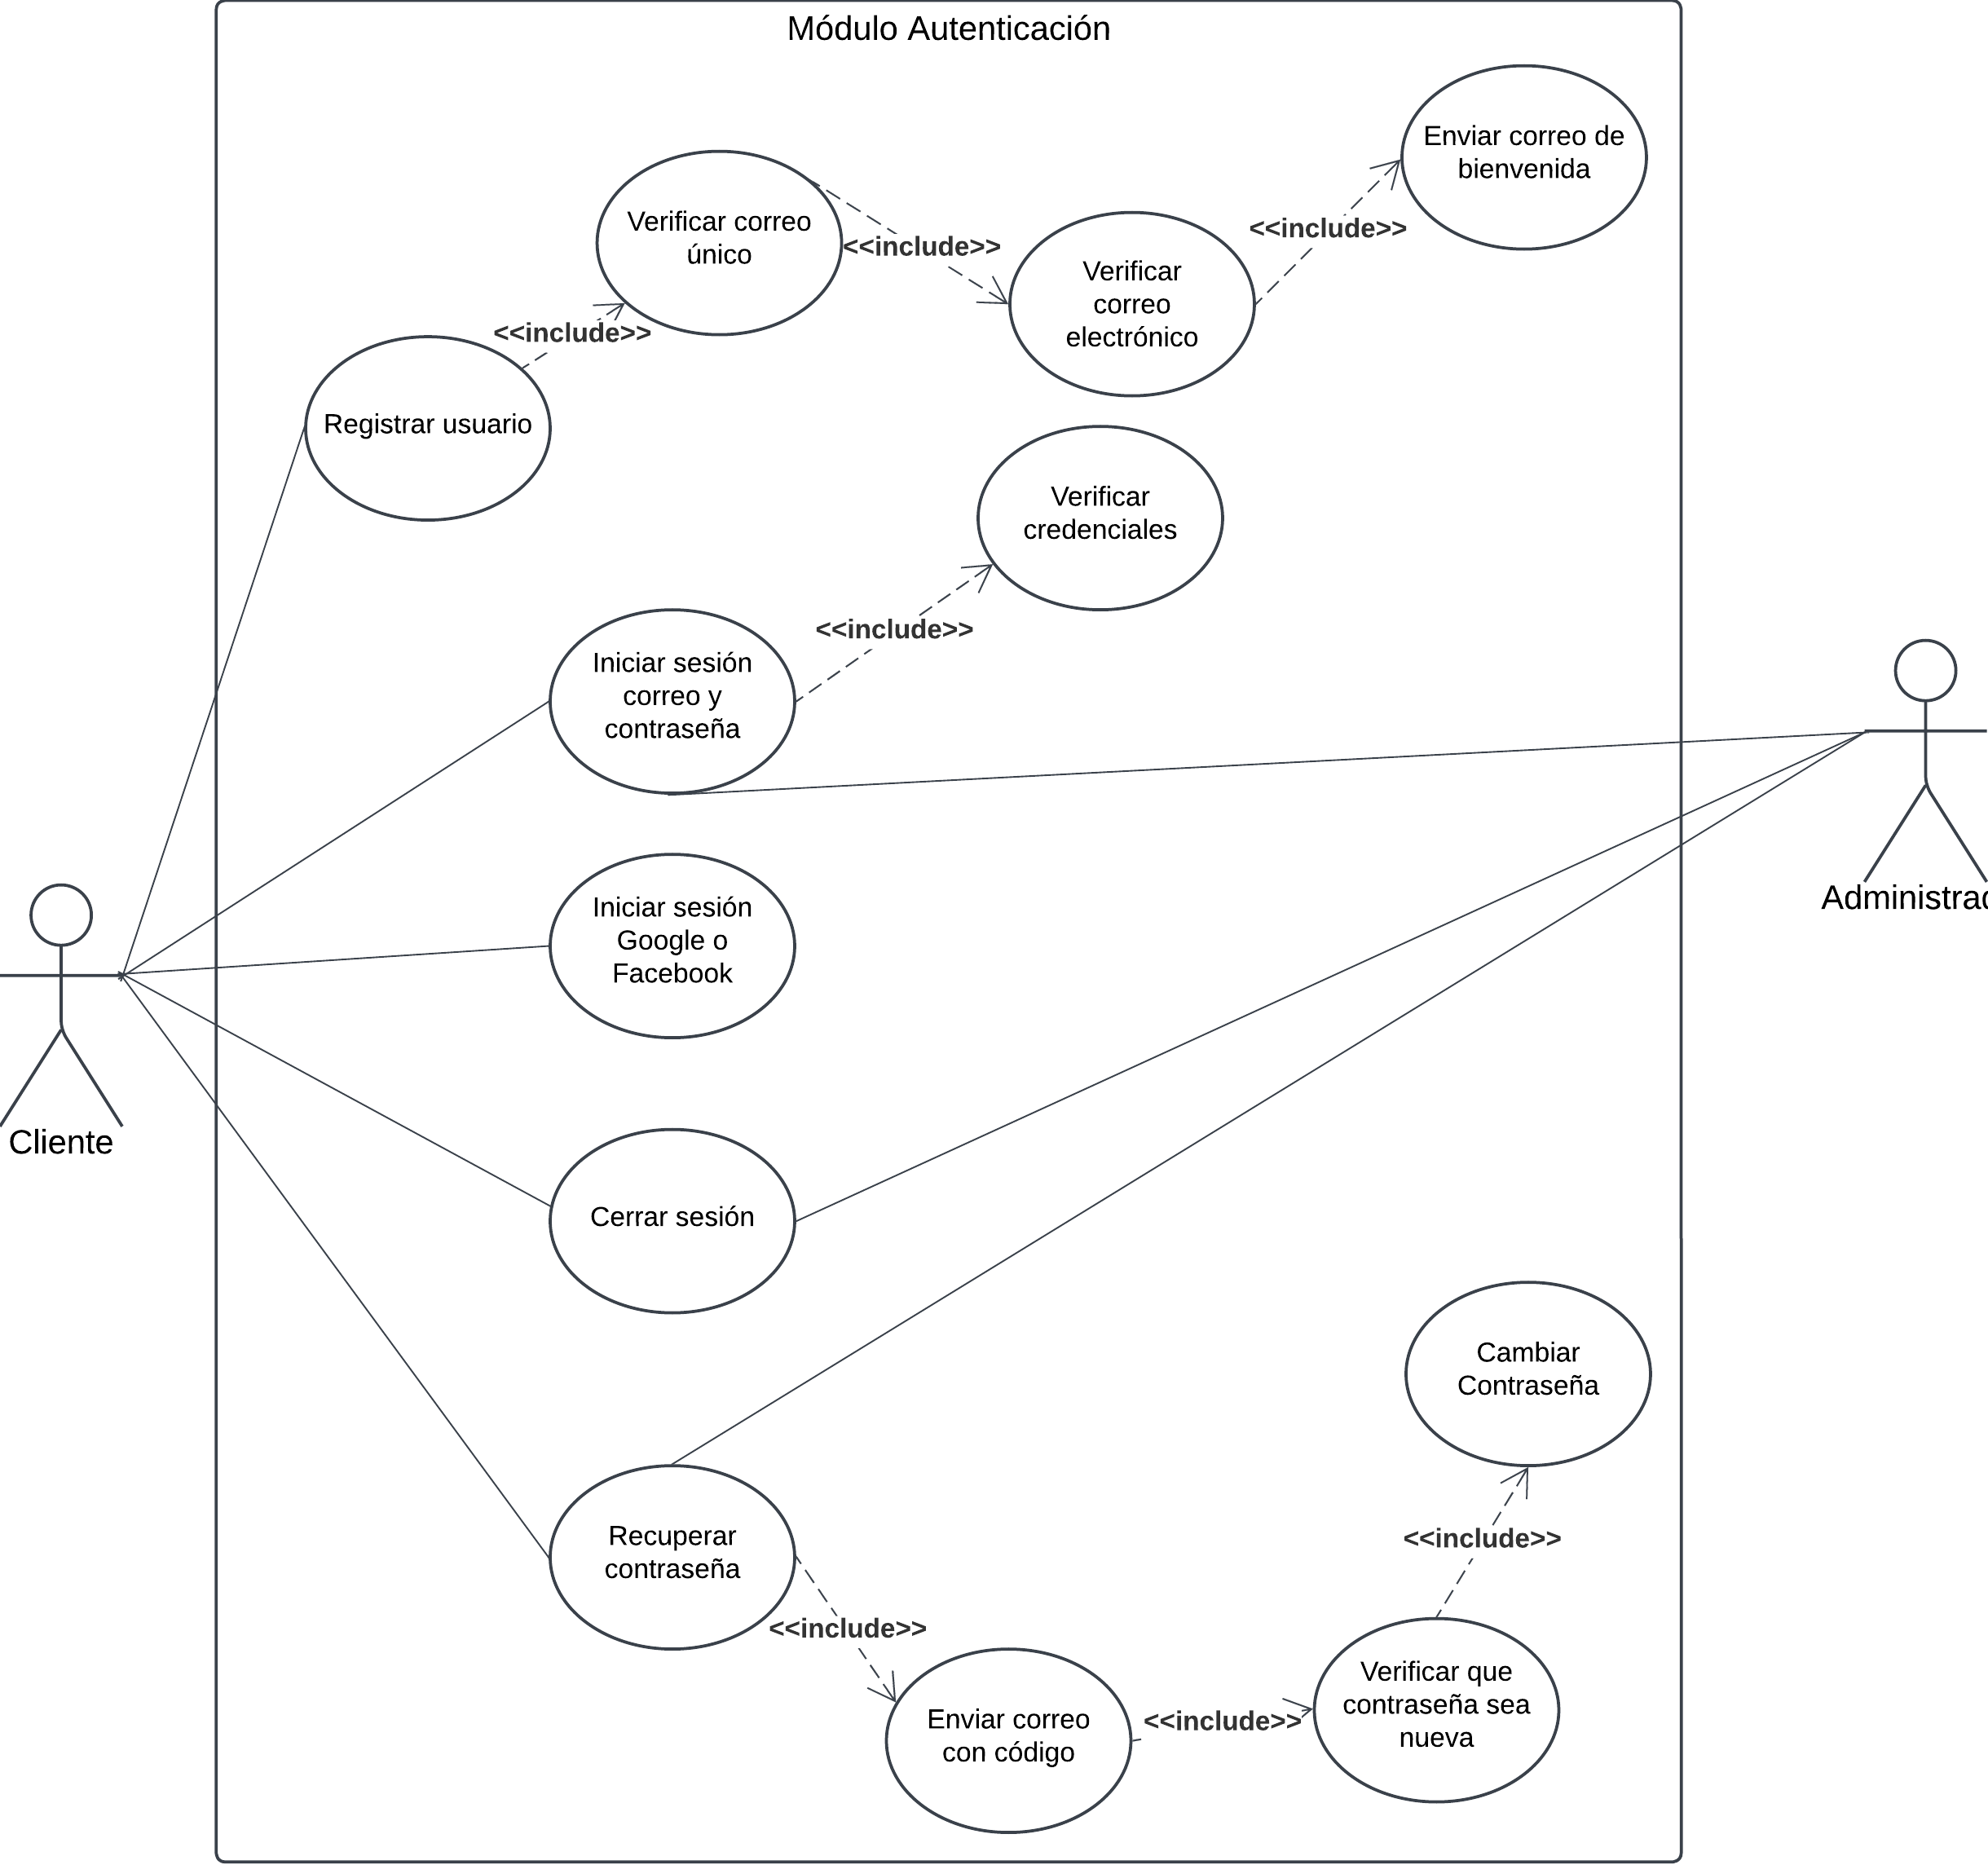 Módulo Autenticación
Enviar correo de
bienvenida
Verificar correo
único
<<include>>
<<include>>
Verificar
correo
electrónico
<<include>>
Registrar usuario
Verificar
credenciales
<<include>>
Iniciar sesión
correo y
contraseña
Iniciar sesión
Google o
Facebook
Administrac
Cliente
Cerrar sesión
Cambiar
Contraseña
Recuperar
contraseña
<<include>>
<<include>>
Enviar correo
con código
<<include>>
Verificar que
contraseña sea
nueva